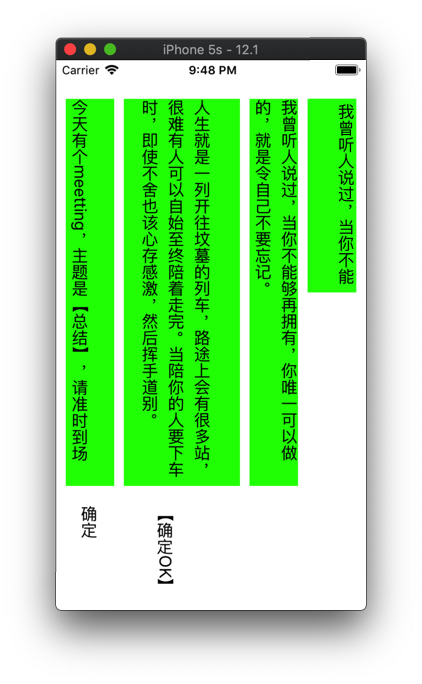 iPhone 5s - 12.1
Carrier 9:48 PM
我曾听人说过，当你不能
我曾听人说过，当你不能够再拥有，你唯一可以做
的，就是令自己不要忘记。
人生就是一列开往坟墓的列车，路途上会有很多站，
很难有人可以自始至终陪着走完。当陪你的人要下车
时，即使不舍也该心存感激，然后挥手道别。
今天有个meetting，主题是【总结】，请准时到场
【确定OK】
确定